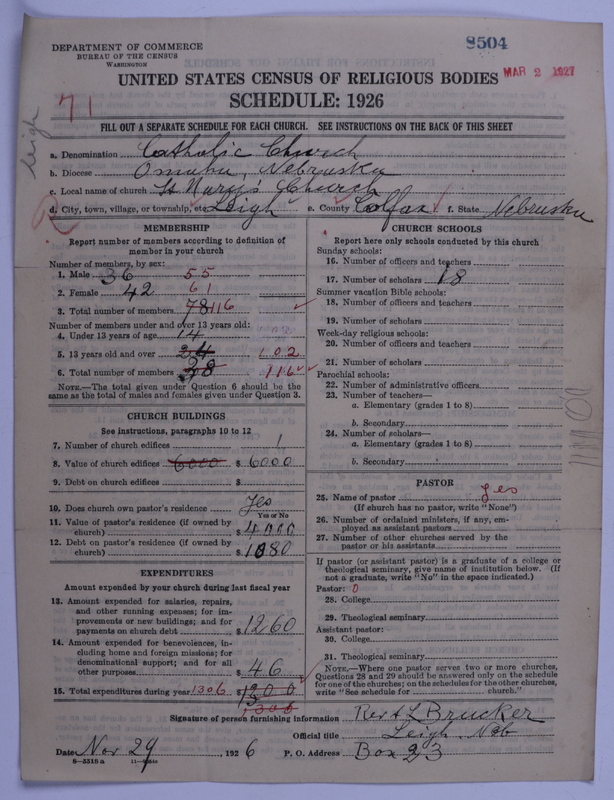 DEPARTMENT OF COMMERCE
BUREAU OF THE CENSUS
WASHINGTON
8504
MAR 2 1927
UNITED STATES CENSUS OF RELIGIOUS BODIES
SCHEDULE: 1926
71
Leigh
FILL OUT A SEPARATE SCHEDULE FOR EACH CHURCH. SEE INSTRUCTIONS ON THE BACK OF THIS SHEET
a. Denomination Catholic Church
b. Diocese Omaha, Nebraska
c. Local name of church St Marys Church
d. City, town, village, or township, etc. Leigh e. County Colfax f. State Nebraska
MEMBERSHIP
Report number of members according to definition of
member in your church
Number of members, by sex:
1. Male 36 55
2. Female 42 61
3. Total number of members 78 116
Number of members under and over 13 years old:
4. Under 13 years of age 14
5. 13 years old and over 102
6. Total number of members 116
NOTE.—The total given under Question 6 should be the
same as the total of males and females given under Question 3.
CHURCH BUILDINGS
See instructions, paragraphs 10 to 12
7. Number of church edifices 1
8. Value of church edifices 6000 $ 6000
9. Debt on church edifices $
10. Does church own pastor's residence Yes
Yes or No
11. Value of pastor's residence (if owned by
church) $ 4000
12. Debt on pastor's residence (if owned by
church) $ 1080
EXPENDITURES
Amount expended by your church during last fiscal year
13. Amount expended for salaries, repairs,
and other running expenses; for im-
provements or new buildings; and for
payments on church debt $ 1260
14. Amount expended for benevolences, in-
cluding home and foreign missions; for
denominational support; and for all
other purposes $ 46
15. Total expenditures during year 1306 $
1306
CHURCH SCHOOLS
Report here only schools conducted by this church
Sunday schools:
16. Number of officers and teachers
17. Number of scholars 18
Summer vacation Bible schools:
18. Number of officers and teachers
19. Number of scholars
Week-day religious schools:
20. Number of officers and teachers
21. Number of scholars
Parochial schools:
22. Number of administrative officers
23. Number of teachers—
a. Elementary (grades 1 to 8)
b. Secondary
24. Number of scholars—
a. Elementary (grades 1 to 8)
b. Secondary
PASTOR
25. Name of pastor yes
(If church has no pastor, write "None")
26. Number of ordained ministers, if any, em-
ployed as assistant pastors
27. Number of other churches served by the
pastor or his assistants
If pastor (or assistant pastor) is a graduate of a college or
theological seminary, give name of institution below. (If
not a graduate, write "No" in the space indicated.)
Pastor: 0
28. College
29. Theological seminary
Assistant pastor:
30. College
31. Theological seminary
NOTE.—Where one pastor serves two or more churches,
Questions 28 and 29 should be answered only on the schedule
for one of the churches; on the schedules for the other churches,
write "See schedule for church."
Signature of person furnishing information Rev L Brucker
Official title Leigh Neb
Date Nov 29, 1926 P. O. Address Box 23
8—5318 a